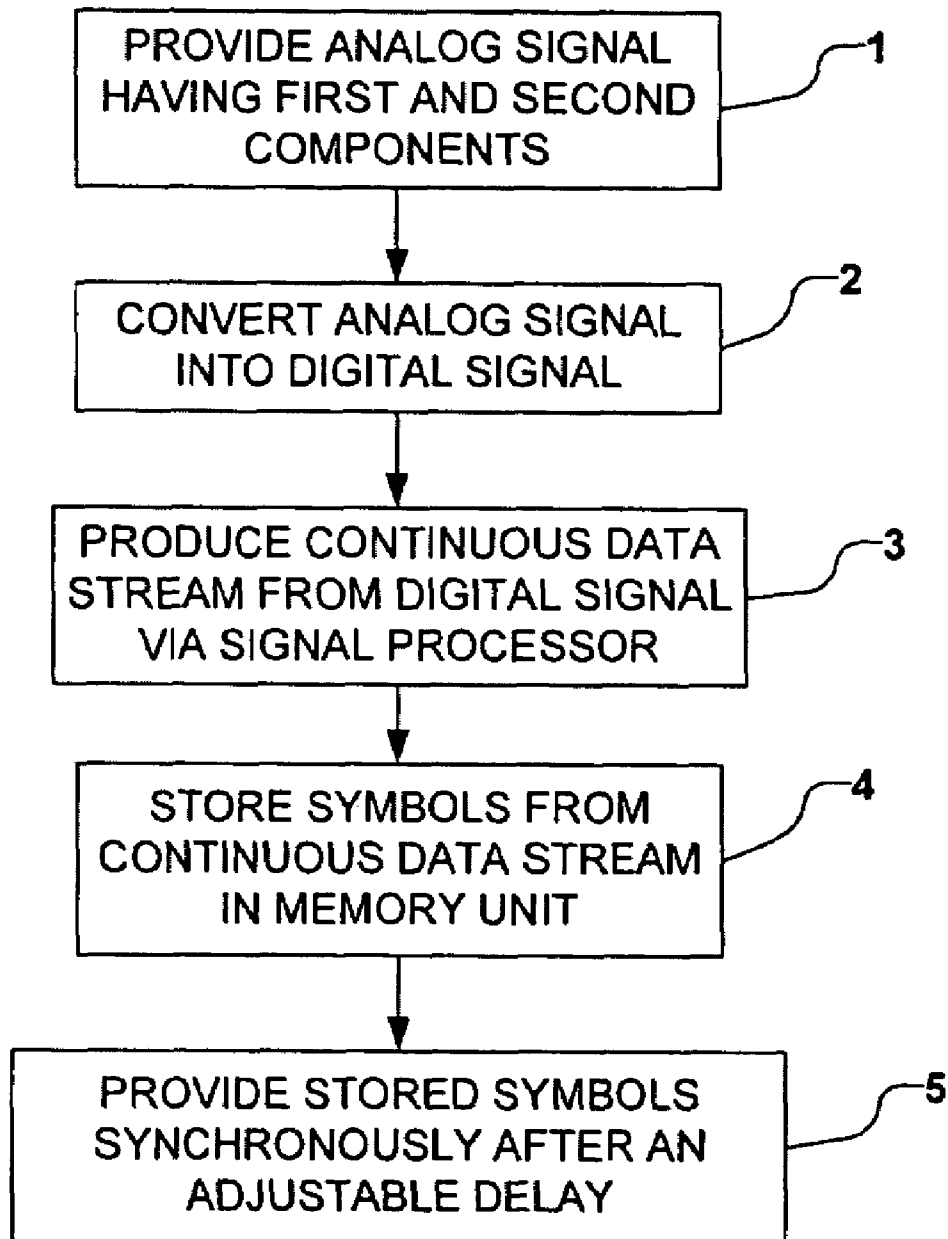 PROVIDE ANALOG SIGNAL
HAVING FIRST AND SECOND
COMPONENTS
1
CONVERT ANALOG SIGNAL
INTO DIGITAL SIGNAL
2
PRODUCE CONTINUOUS DATA
STREAM FROM DIGITAL SIGNAL
VIA SIGNAL PROCESSOR
3
STORE SYMBOLS FROM
CONTINUOUS DATA STREAM
IN MEMORY UNIT
4
PROVIDE STORED SYMBOLS
SYNCHRONOUSLY AFTER AN
ADJUSTABLE DELAY
5